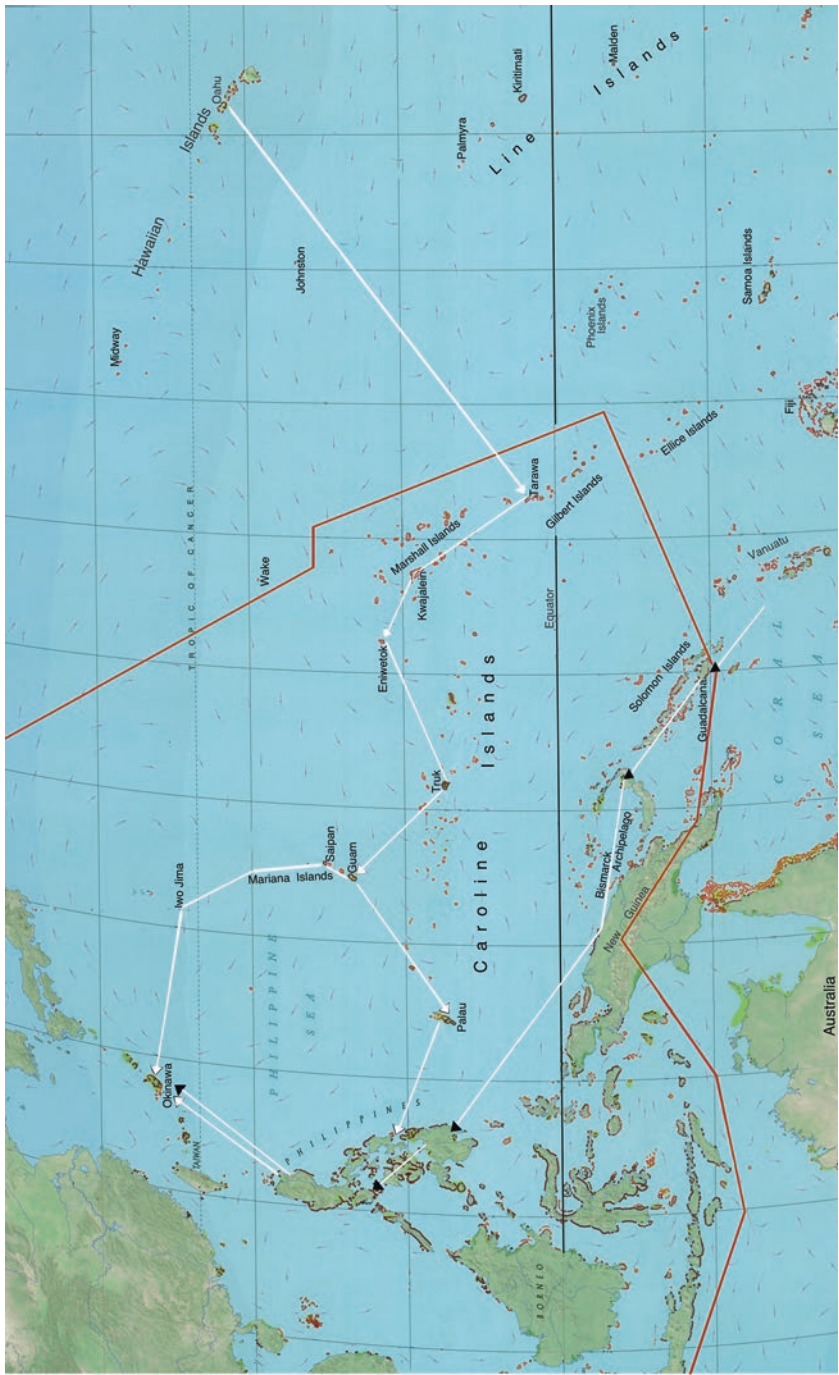 Islands
Oahu
Hawaiian
Midway
Johnston
Palmyra
Kiritimati
Malden
Line Islands
Phoenix
Islands
Samoa Islands
Fiji
Ellice Islands
Tarawa
Gilbert Islands
Marshall Islands
Kwajalein
Wake
TROPIC OF CANCER
Equator
Vanuatu
CORAL
SEA
Eniwetok
Solomon Islands
Guadalcanal
Truk
Caroline Islands
Saipan
Guam
Mariana Islands
Iwo Jima
Bismarck
Archipelago
New Guinea
PHILIPPINE
SEA
Palau
Australia
Okinawa
TAIWAN
PHILIPPINES
BORNEO